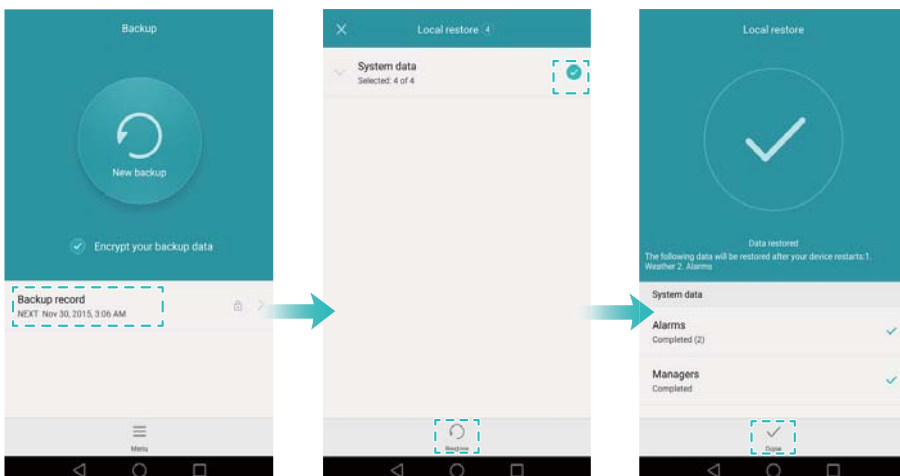 Backup
New backup
Encrypt your backup data
Backup record
NEXT Nov 30, 2015, 3:06 AM
Menu
Local restore 4
System data
Selected: 4 of 4
Restore
Local restore
Data restored
The following data will be restored after your device restarts:1.
Weather 2. Alarms
System data
Alarms
Completed (2)
Managers
Completed
Done